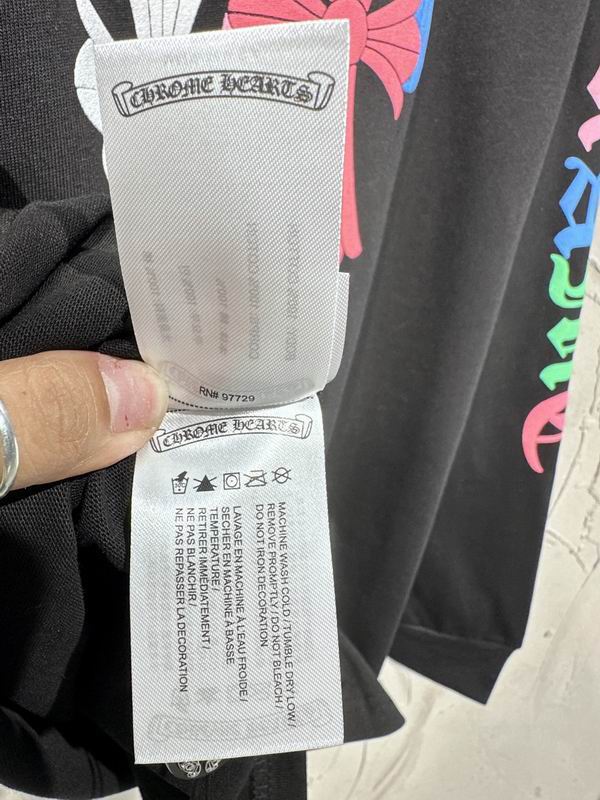 CHROME HEARTS
RN# 97729
CHROME HEARTS
MACHINE WASH COLD / TUMBLE DRY LOW /
REMOVE PROMPTLY / DO NOT BLEACH /
DO NOT IRON DECORATION
LAVAGE EN MACHINE À L'EAU FROIDE /
SECHER EN MACHINE À BASSE
TEMPERATURE /
RETIRER IMMÉDIATEMENT /
NE PAS BLANCHIR /
NE PAS REPASSER LA DECORATION